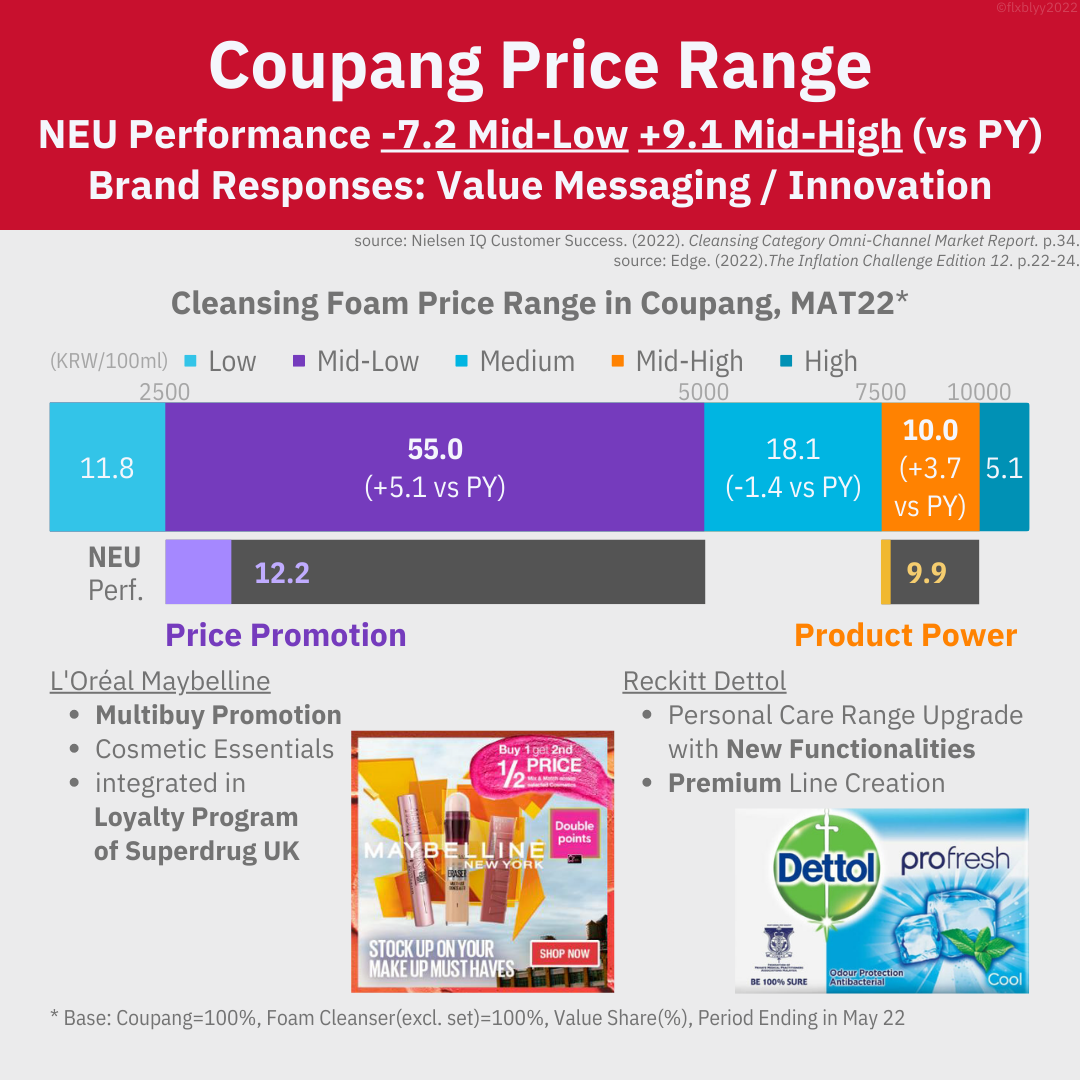 ©flxblyy2022
Coupang Price Range
NEU Performance -7.2 Mid-Low +9.1 Mid-High (vs PY)
Brand Responses: Value Messaging / Innovation
source: Nielsen IQ Customer Success. (2022). Cleansing Category Omni-Channel Market Report. p.34.
source: Edge. (2022).The Inflation Challenge Edition 12. p.22-24.
Cleansing Foam Price Range in Coupang, MAT22*
(KRW/100ml) Low Mid-Low Medium Mid-High High
2500 5000 7500 10000
11.8
55.0
(+5.1 vs PY)
18.1
(-1.4 vs PY)
10.0
(+3.7
vs PY)
5.1
NEU
Perf.
12.2
9.9
Price Promotion
Product Power
L'Oréal Maybelline
• Multibuy Promotion
• Cosmetic Essentials
• integrated in
Loyalty Program
of Superdrug UK
Buy 1 get 2nd
1/2 PRICE
Mix & Match across
selected Cosmetics
Double
points
MAYBELLINE
NEW YORK
ERASER
STOCK UP ON YOUR
MAKE UP MUST HAVES
SHOP NOW
Reckitt Dettol
• Personal Care Range Upgrade
with New Functionalities
• Premium Line Creation
Dettol
profresh
BE 100% SURE
Odour Protection
Antibacterial
Cool
* Base: Coupang=100%, Foam Cleanser(excl. set)=100%, Value Share(%), Period Ending in May 22